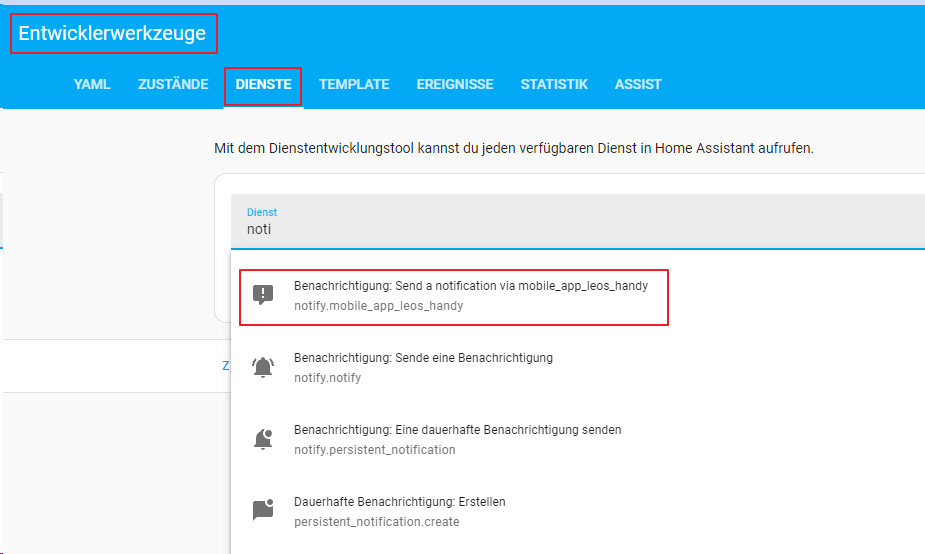 Entwicklerwerkzeuge
YAML ZUSTÄNDE DIENSTE TEMPLATE EREIGNISSE STATISTIK ASSIST
Mit dem Dienstentwicklungstool kannst du jeden verfügbaren Dienst in Home Assistant aufrufen.
Dienst
noti
Benachrichtigung: Send a notification via mobile_app_leos_handy
notify.mobile_app_leos_handy
Benachrichtigung: Sende eine Benachrichtigung
Z
notify.notify
Benachrichtigung: Eine dauerhafte Benachrichtigung senden
notify.persistent_notification
Dauerhafte Benachrichtigung: Erstellen
persistent_notification.create